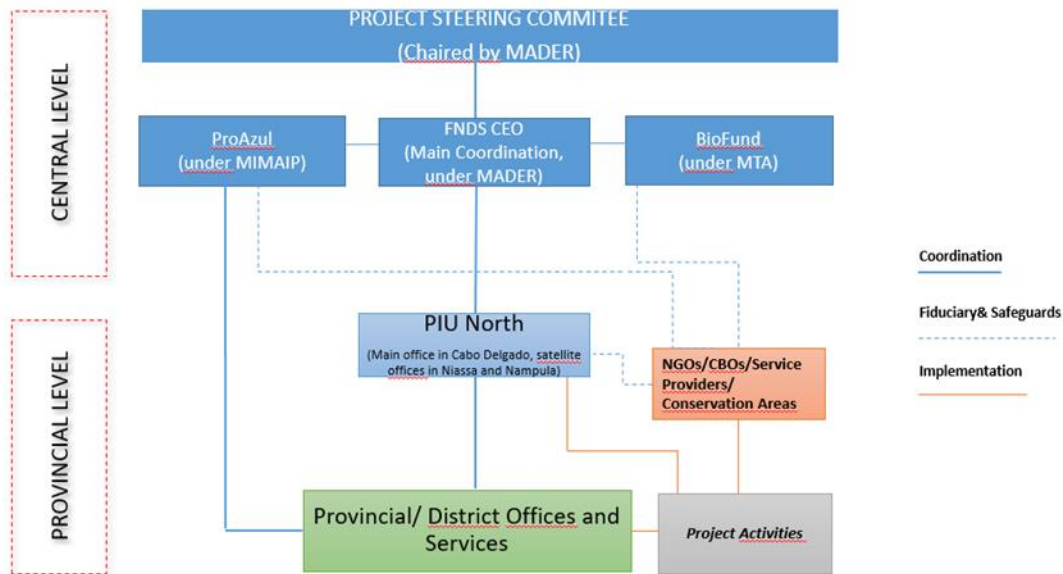 PROJECT STEERING COMMITEE
(Chaired by MADER)
CENTRAL LEVEL
ProAzul
(under MIMAIP)
FNDS CEO
(Main Coordination,
under MADER)
BioFund
(under MTA)
Coordination
Fiduciary& Safeguards
Implementation
PROVINCIAL LEVEL
PIU North
(Main office in Cabo Delgado, satellite
offices in Niassa and Nampula)
NGOs/CBOs/Service
Providers/
Conservation Areas
Provincial/ District Offices and
Services
Project Activities